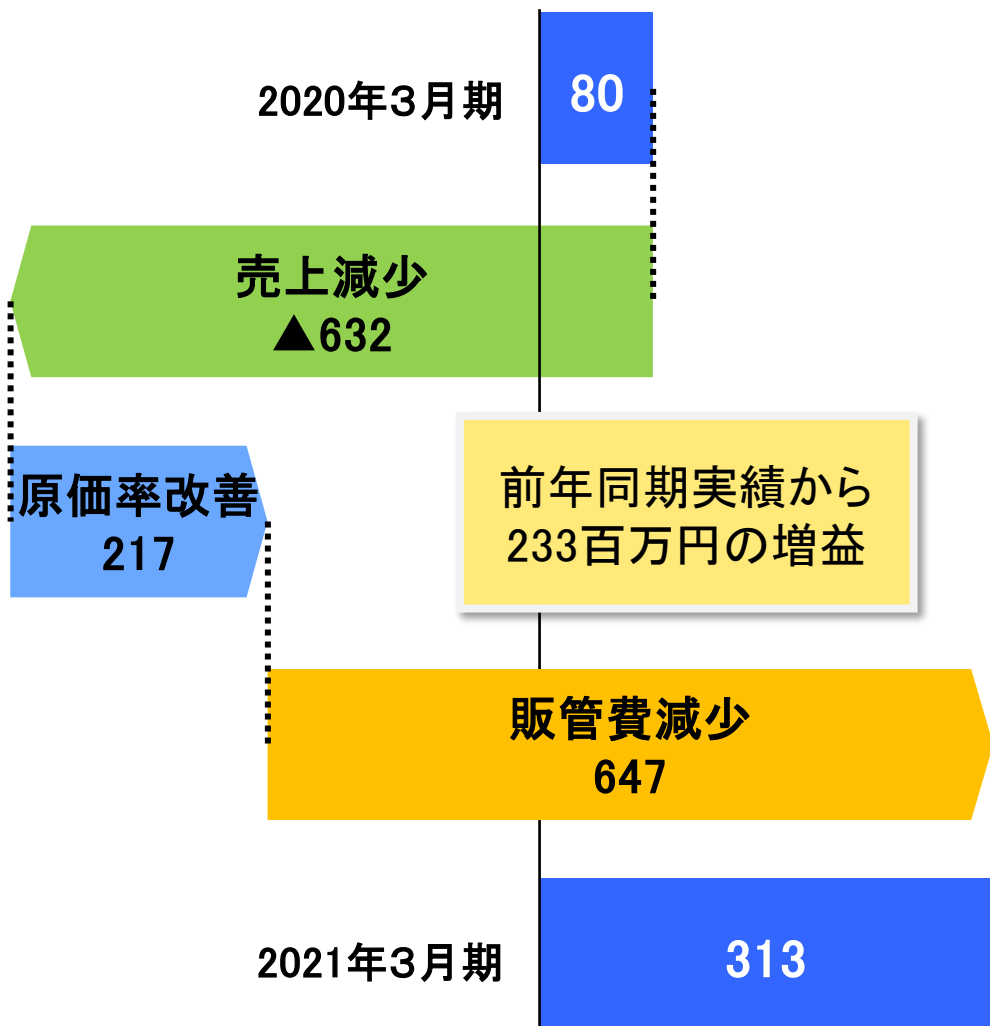 2020年３月期
80
売上減少
▲632
原価率改善
217
前年同期実績から
233百万円の増益
販管費減少
647
2021年３月期
313